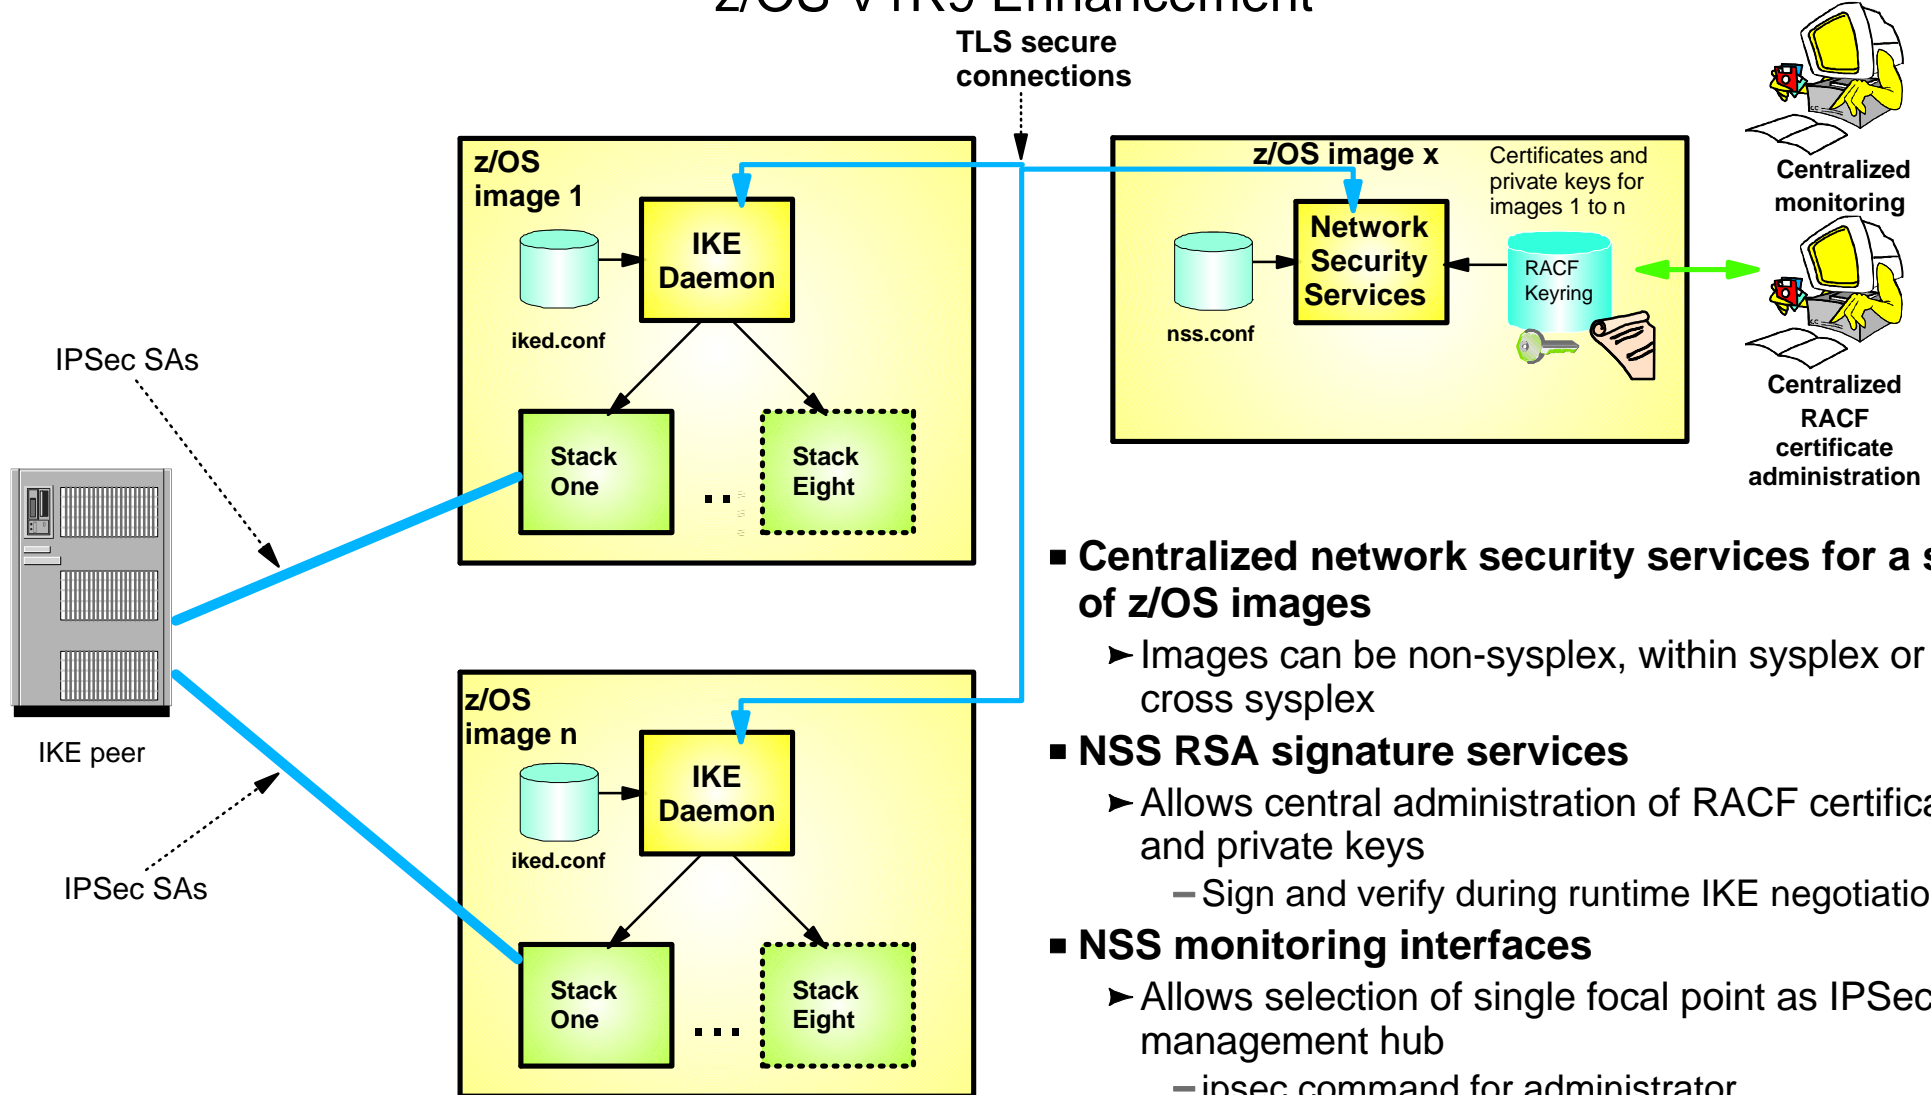 z/OS V1R9 Enhancement
TLS secure
connections
z/OS
image 1
IKE
Daemon
iked.conf
Stack
One
...
Stack
Eight
z/OS image x
Certificates and
private keys for
images 1 to n
Network
Security
Services
nss.conf
RACF
Keyring
Centralized
monitoring
Centralized
RACF
certificate
administration
IPSec SAs
IKE peer
IPSec SAs
z/OS
image n
IKE
Daemon
iked.conf
Stack
One
...
Stack
Eight
■ Centralized network security services for a
of z/OS images
➤ Images can be non-sysplex, within sysplex or
cross sysplex
■ NSS RSA signature services
➤ Allows central administration of RACF
and private keys
– Sign and verify during runtime IKE
■ NSS monitoring interfaces
➤ Allows selection of single focal point as IPSec
management hub
– ipsec command for administrator